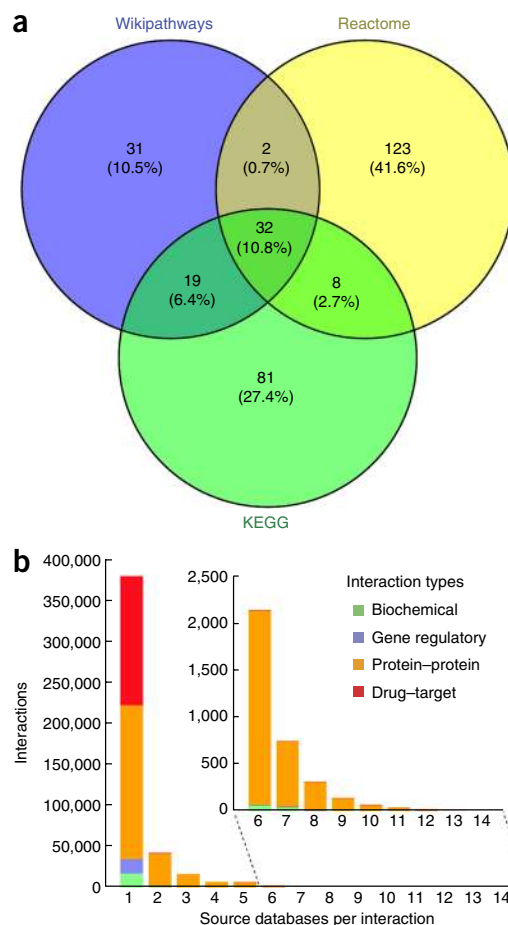 a
Wikipathways
Reactome
31
(10.5%)
2
(0.7%)
123
(41.6%)
32
(10.8%)
19
(6.4%)
8
(2.7%)
81
(27.4%)
KEGG
b
Interactions
400,000
350,000
300,000
250,000
200,000
150,000
100,000
50,000
0
1 2 3 4 5 6 7 8 9 10 11 12 13 14
Source databases per interaction
2,500
2,000
1,500
1,000
500
0
6 7 8 9 10 11 12 13 14
Interaction types
Biochemical
Gene regulatory
Protein–protein
Drug–target